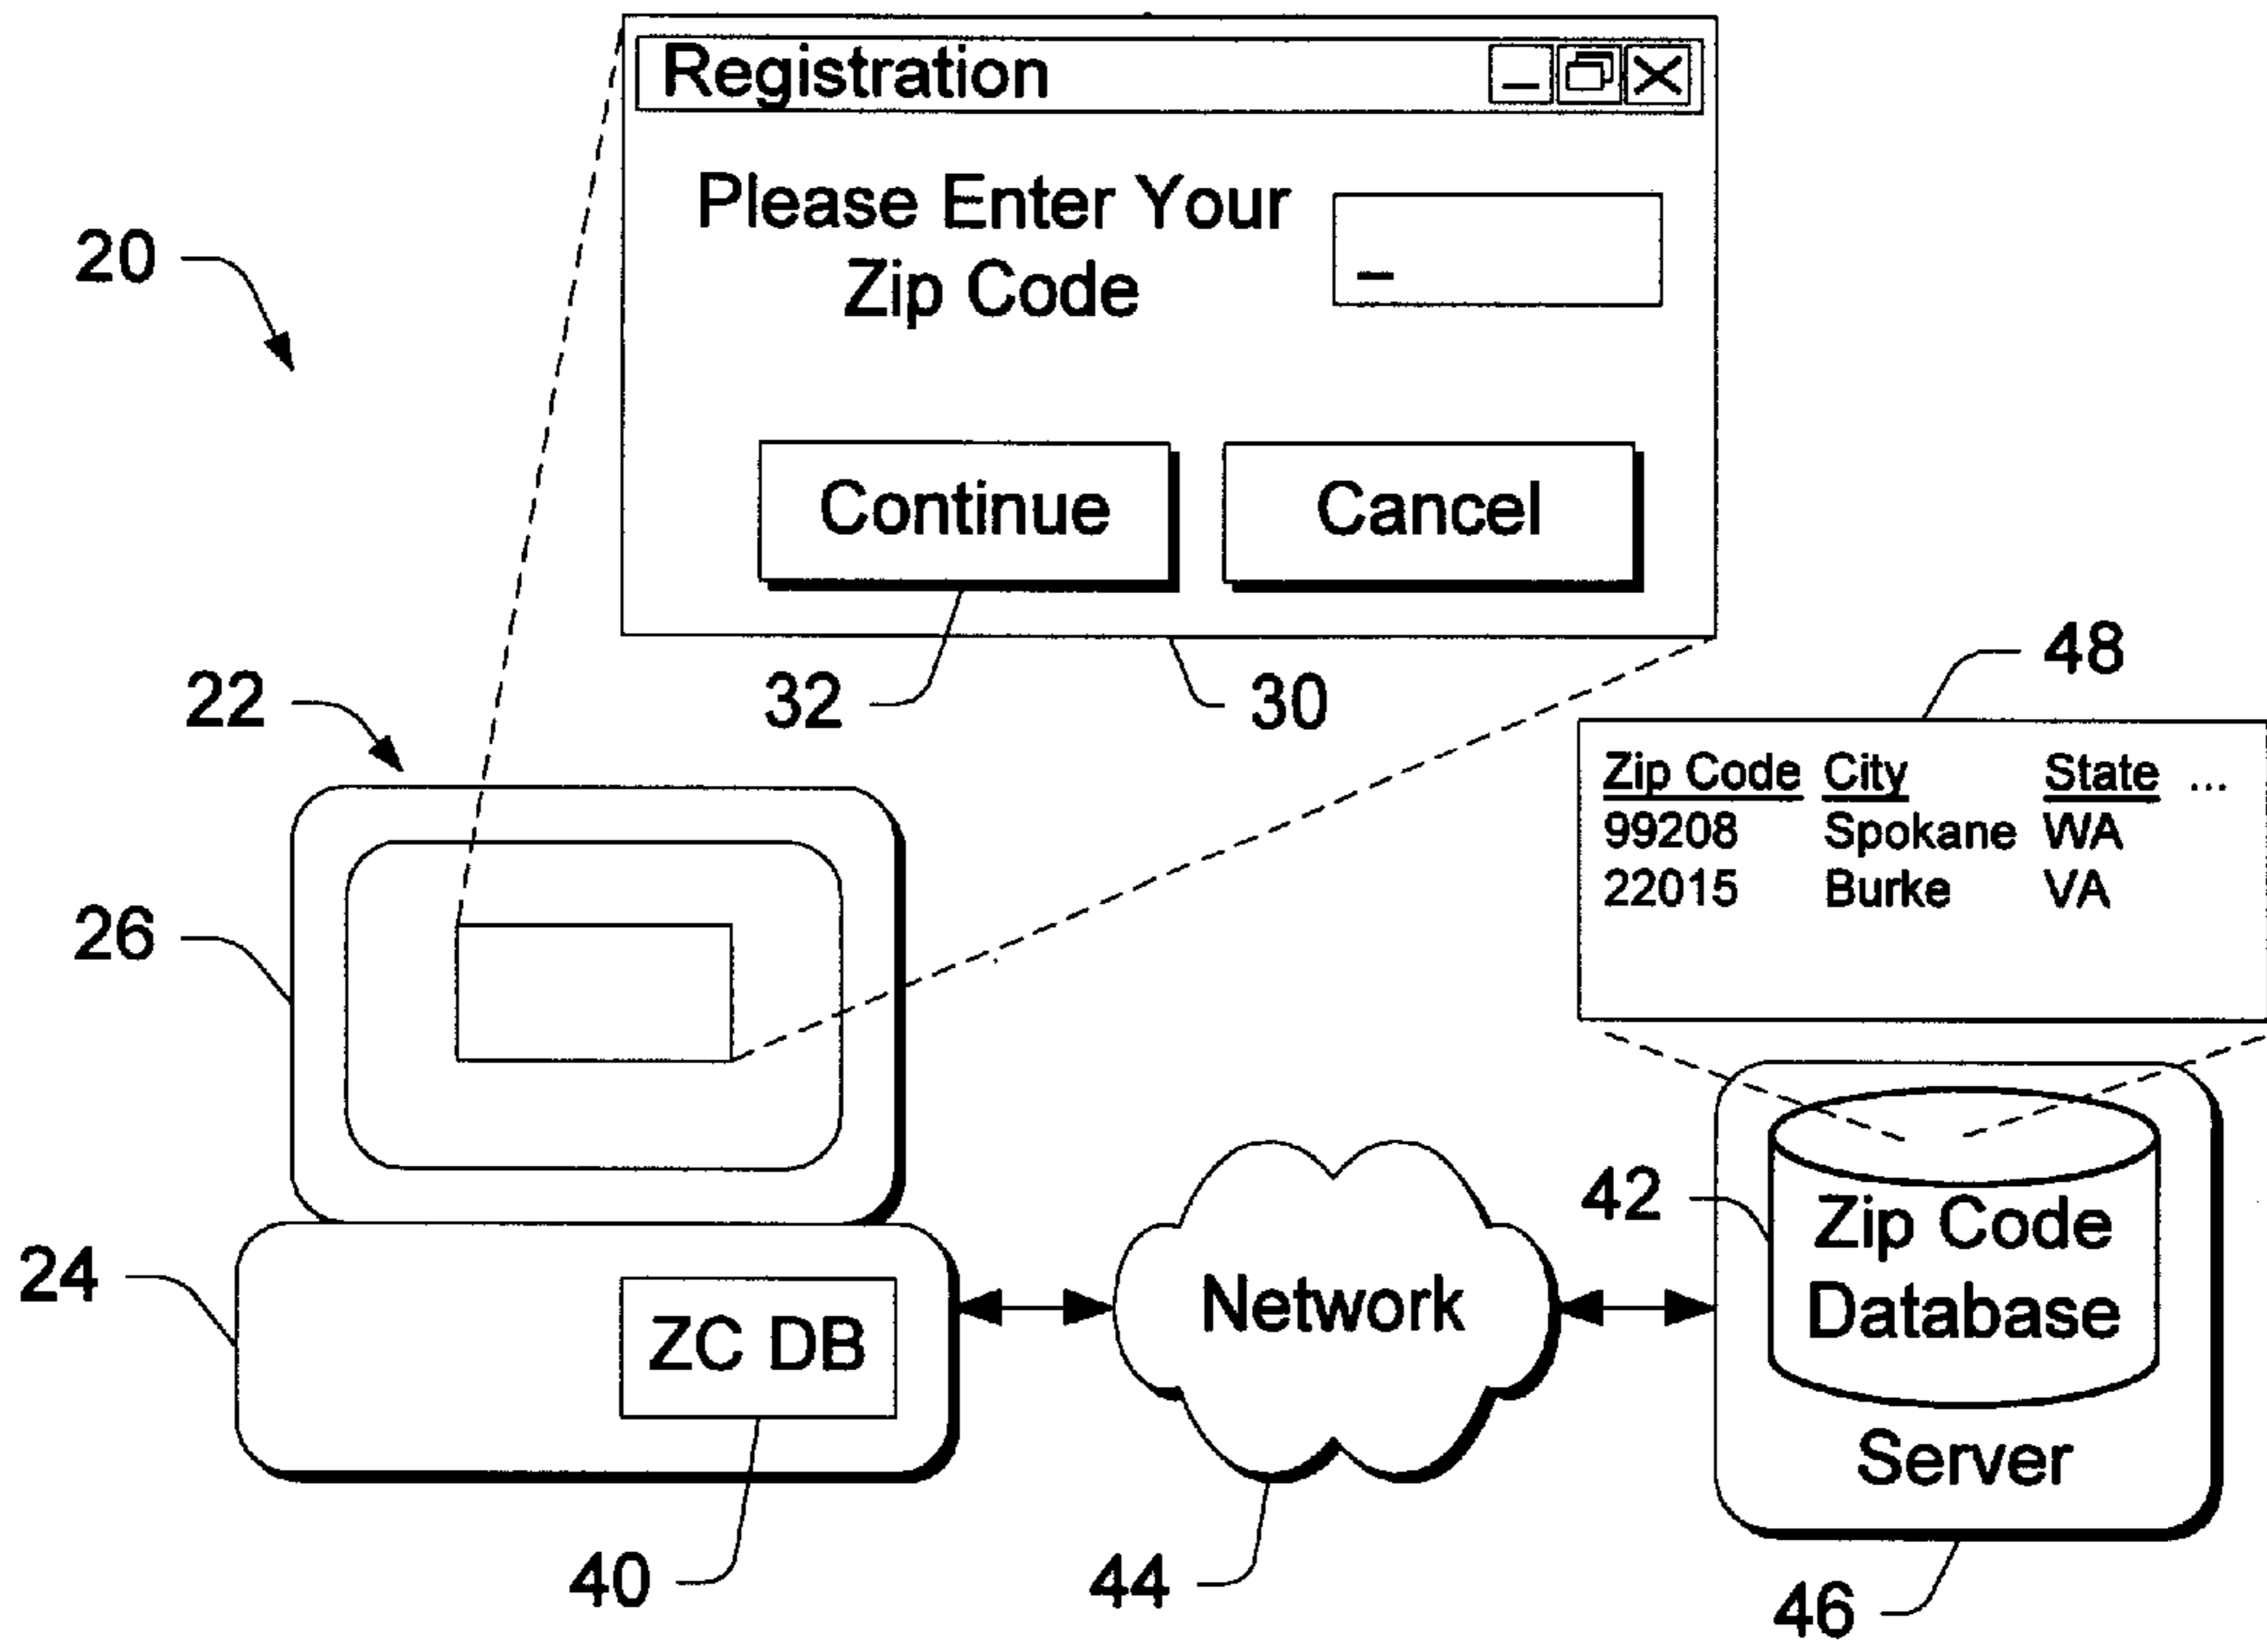 Registration
Please Enter Your
Zip Code
20
Continue Cancel
32 30
48
22
Zip Code City State ...
99208 Spokane WA
22015 Burke VA
26
42
Zip Code
Database
Server
24
ZC DB
Network
40
44
46